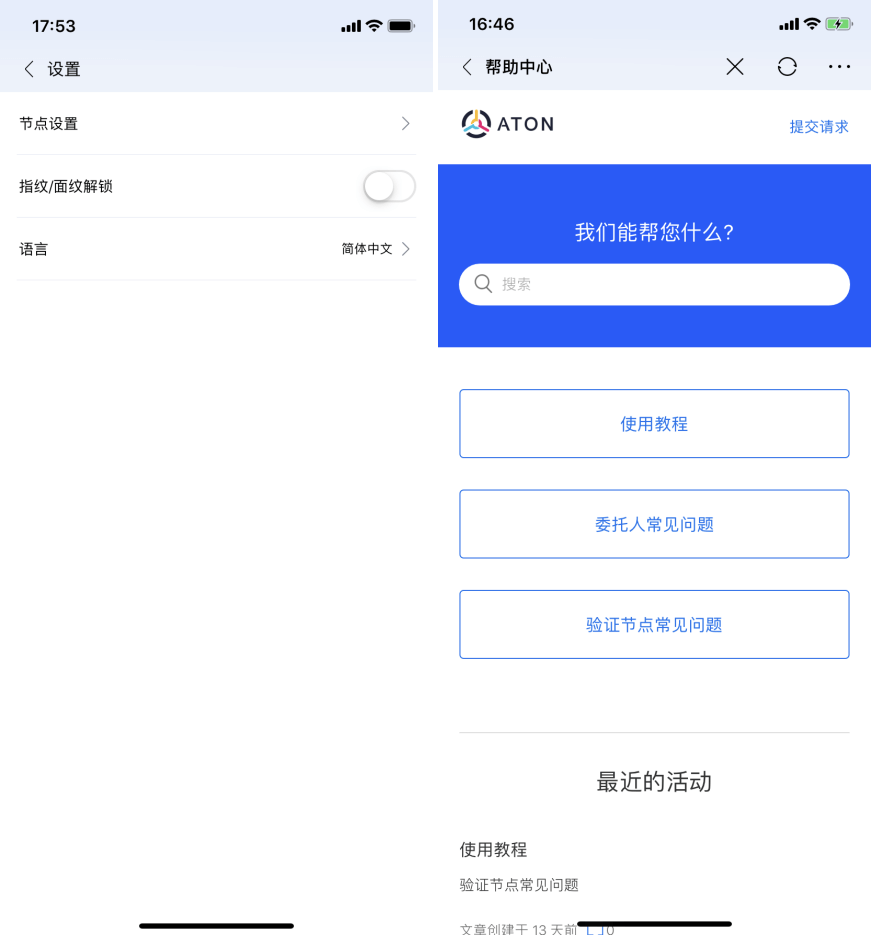 17:53
设置
节点设置
指纹/面纹解锁
语言 简体中文
16:46
帮助中心
ATON
提交请求
我们能帮您什么?
搜索
使用教程
委托人常见问题
验证节点常见问题
最近的活动
使用教程
验证节点常见问题
文章创建于 13 天前 0